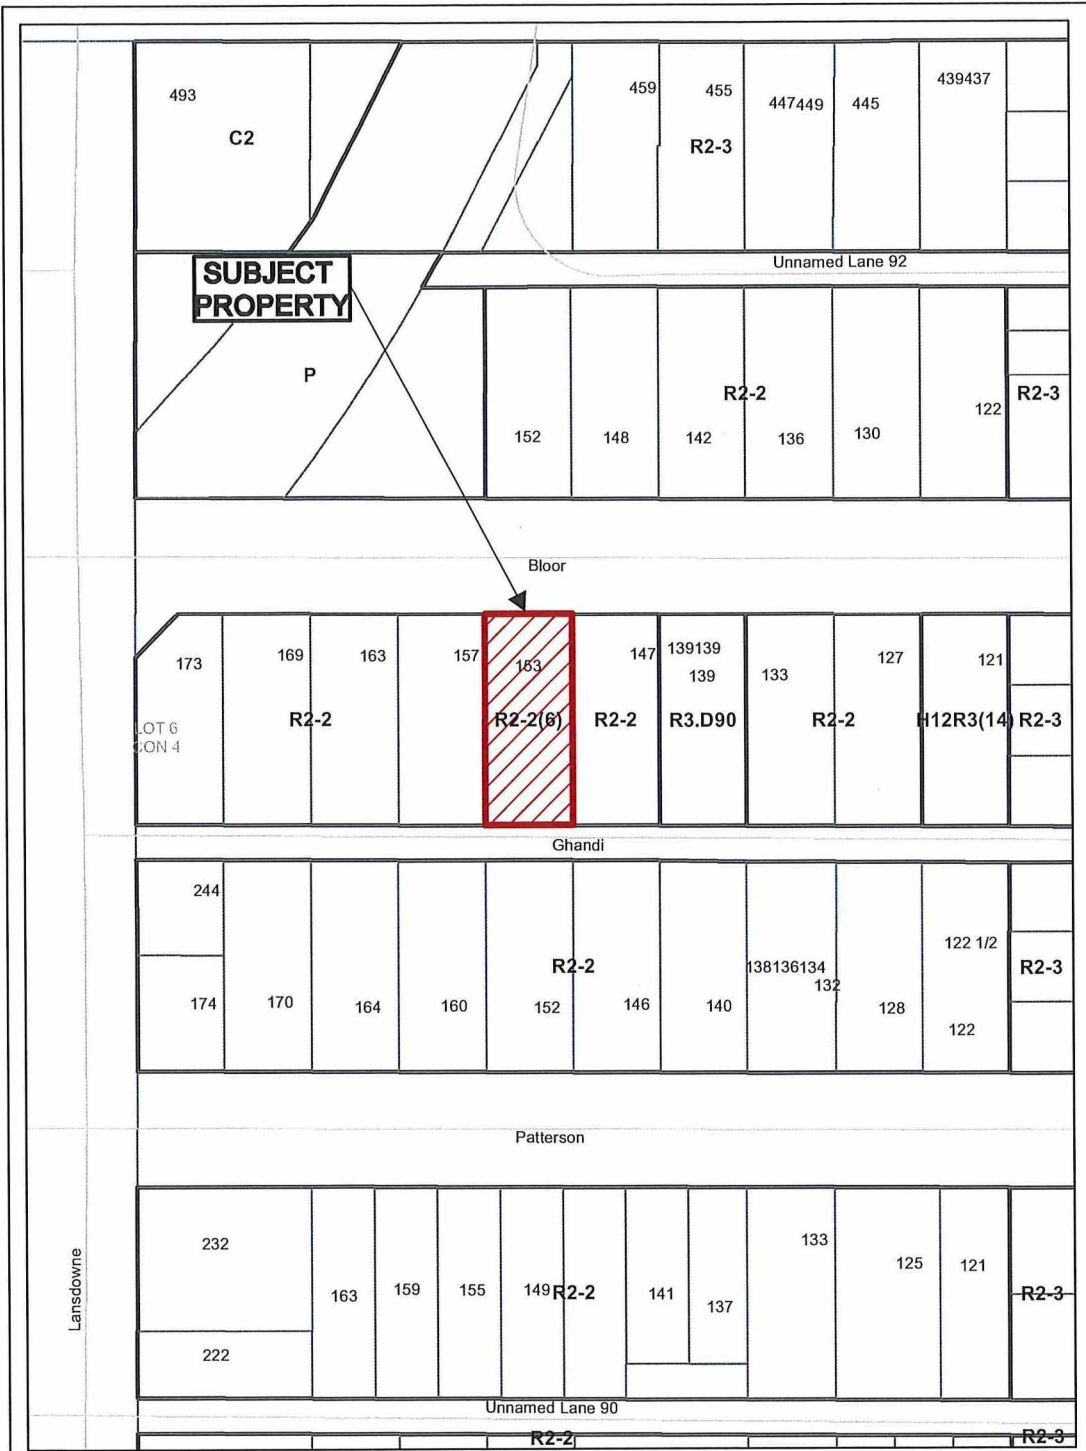 493
C2
459
455
447449
445
439437
R2-3
Unnamed Lane 92
SUBJECT
PROPERTY
P
R2-2
R2-3
152
148
142
136
130
122
Bloor
173
169
163
157
153
147
139139
139
133
127
121
LOT 6
CON 4
R2-2
R2-2(6)
R2-2
R3.D90
R2-2
H12R3(14)
R2-3
Ghandi
244
174
170
164
160
152
R2-2
146
140
138136134
132
128
122 1/2
122
R2-3
Patterson
Lansdowne
232
222
163
159
155
149
R2-2
141
137
133
125
121
R2-3
Unnamed Lane 90
R2-2
R2-3